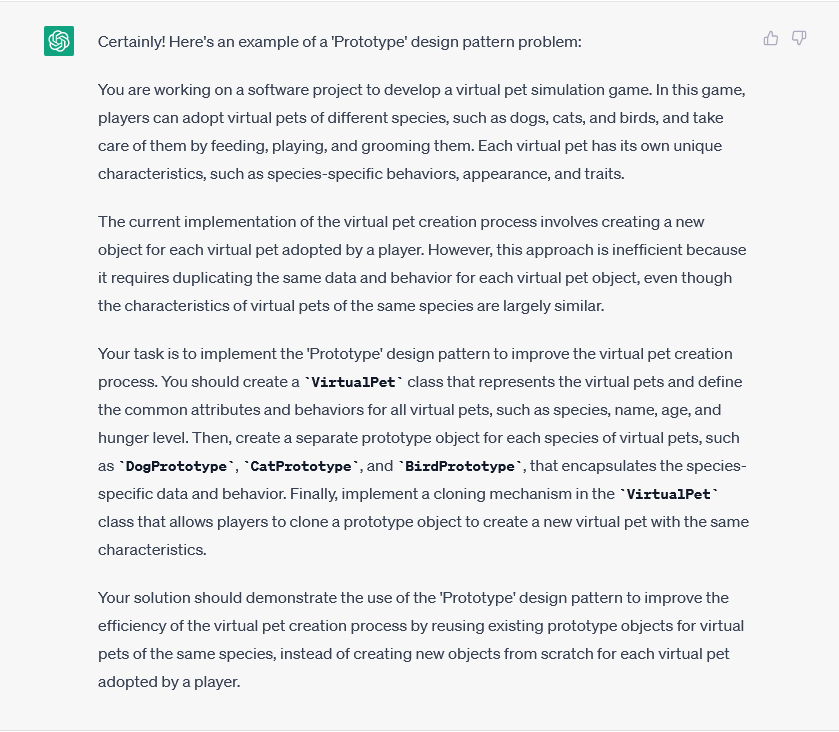 Certainly! Here's an example of a 'Prototype' design pattern problem:
You are working on a software project to develop a virtual pet simulation game. In this game,
players can adopt virtual pets of different species, such as dogs, cats, and birds, and take
care of them by feeding, playing, and grooming them. Each virtual pet has its own unique
characteristics, such as species-specific behaviors, appearance, and traits.
The current implementation of the virtual pet creation process involves creating a new
object for each virtual pet adopted by a player. However, this approach is inefficient because
it requires duplicating the same data and behavior for each virtual pet object, even though
the characteristics of virtual pets of the same species are largely similar.
Your task is to implement the 'Prototype' design pattern to improve the virtual pet creation
process. You should create a `VirtualPet` class that represents the virtual pets and define
the common attributes and behaviors for all virtual pets, such as species, name, age, and
hunger level. Then, create a separate prototype object for each species of virtual pets, such
as `DogPrototype`, `CatPrototype`, and `BirdPrototype`, that encapsulates the species-
specific data and behavior. Finally, implement a cloning mechanism in the `VirtualPet`
class that allows players to clone a prototype object to create a new virtual pet with the same
characteristics.
Your solution should demonstrate the use of the 'Prototype' design pattern to improve the
efficiency of the virtual pet creation process by reusing existing prototype objects for virtual
pets of the same species, instead of creating new objects from scratch for each virtual pet
adopted by a player.